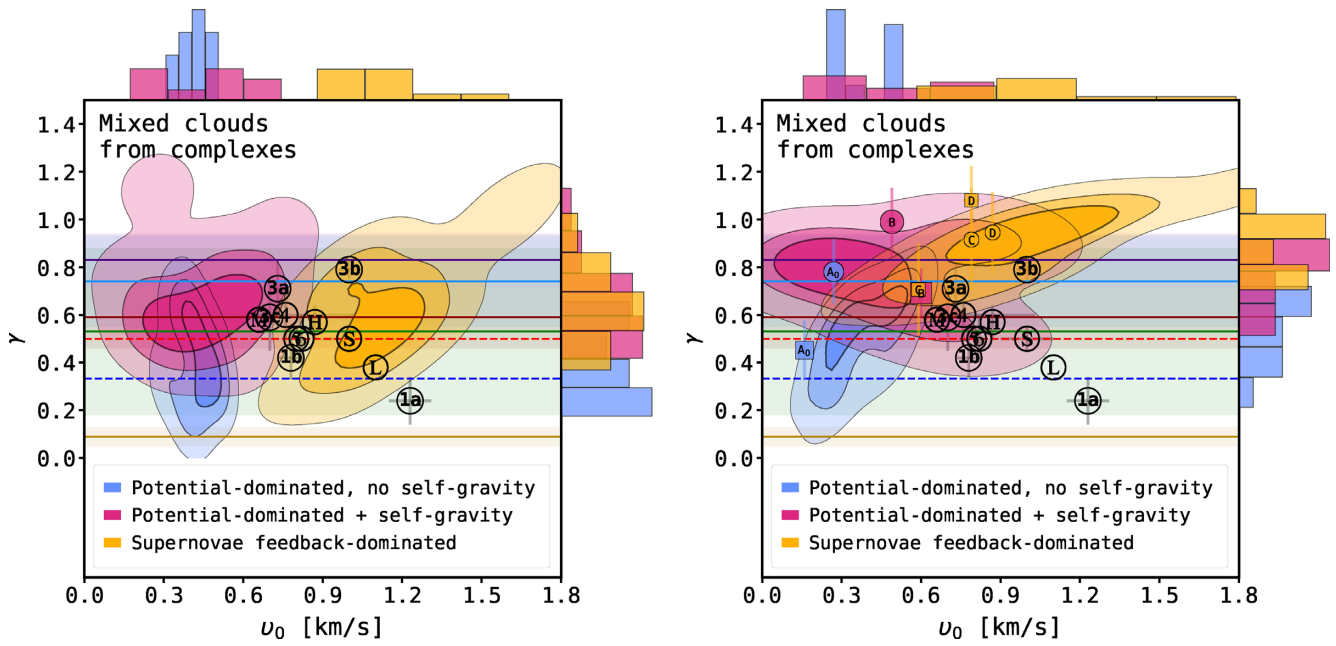 Mixed clouds
from complexes
1.4
1.2
1.0
0.8
0.6
0.4
0.2
0.0
γ
3b
3a
4
H
S
1b
L
1a
Potential-dominated, no self-gravity
Potential-dominated + self-gravity
Supernovae feedback-dominated
0.0 0.3 0.6 0.9 1.2 1.5 1.8
υ0 [km/s]
Mixed clouds
from complexes
1.4
1.2
1.0
0.8
0.6
0.4
0.2
0.0
γ
D
B
C D
A0
3b
3a
4
H
S
A0
1b
L
1a
Potential-dominated, no self-gravity
Potential-dominated + self-gravity
Supernovae feedback-dominated
0.0 0.3 0.6 0.9 1.2 1.5 1.8
υ0 [km/s]